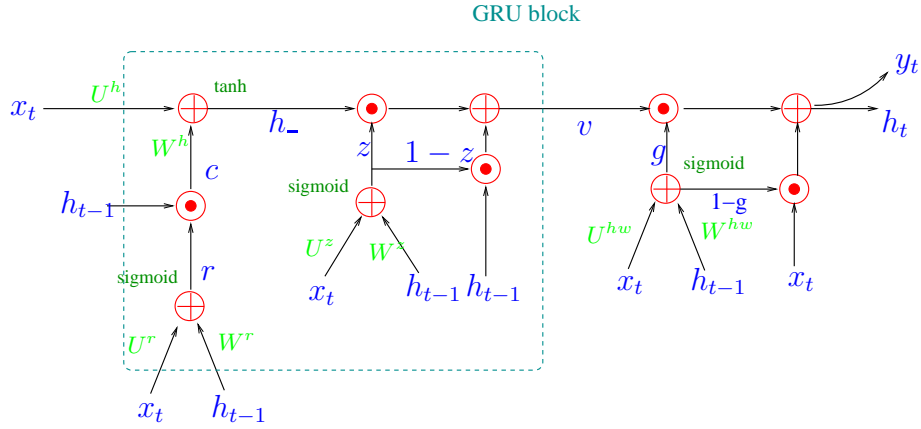 GRU block
y_t
U^h
tanh
x_t
h_-
v
h_t
W^h
z
1 − z
g
sigmoid
c
sigmoid
h_{t−1}
1-g
U^{hw}
W^{hw}
U^z
W^z
sigmoid
r
x_t
h_{t−1}
h_{t−1}
x_t
h_{t−1}
x_t
U^r
W^r
x_t
h_{t−1}